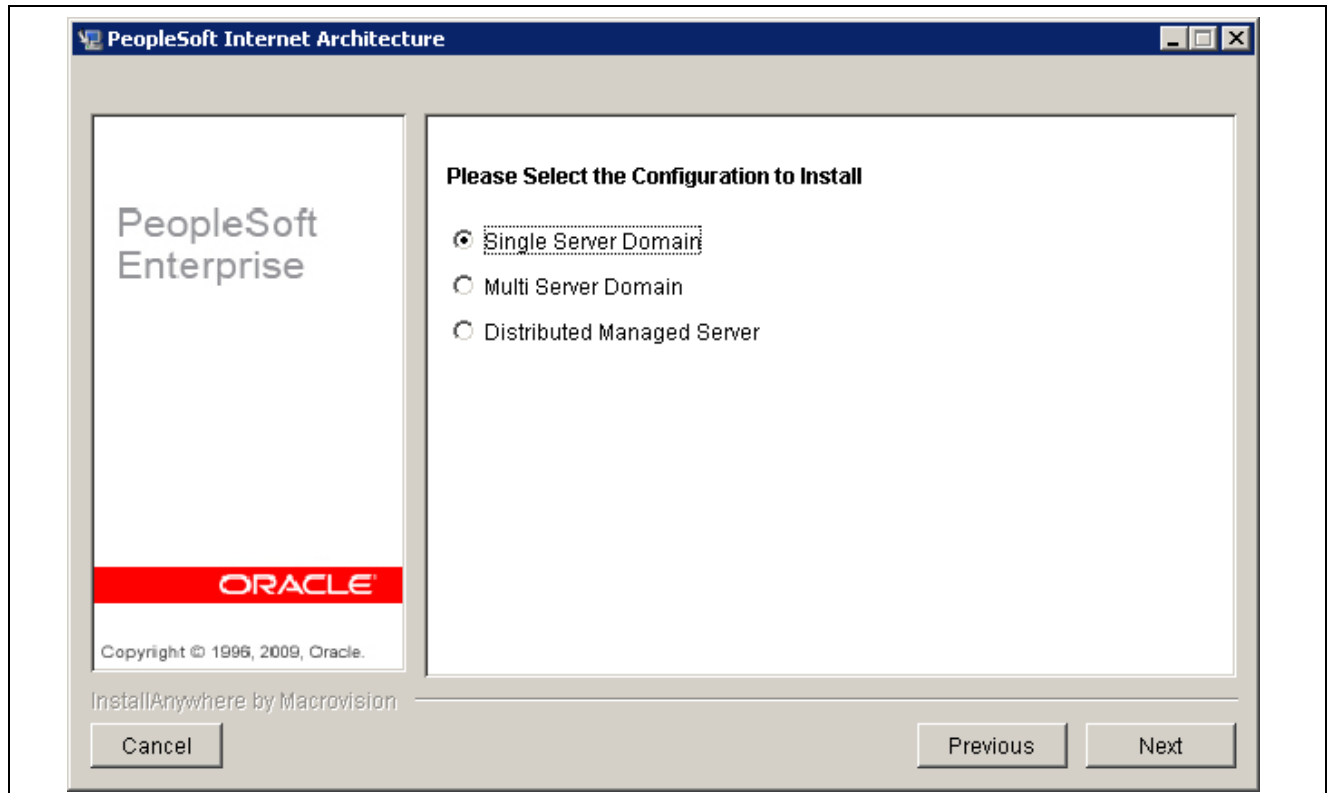 PeopleSoft Internet Architecture
PeopleSoft
Enterprise
ORACLE
Copyright © 1996, 2009, Oracle.
Please Select the Configuration to Install
Single Server Domain
Multi Server Domain
Distributed Managed Server
InstallAnywhere by Macrovision
Cancel
Previous
Next